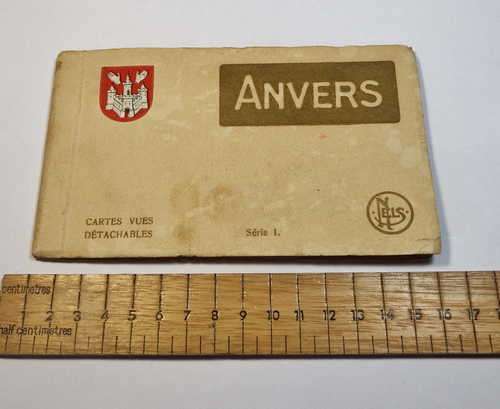 ANVERS
CARTES VUES
DÉTACHABLES
Série 1.
NELS
centimetres
1 2 3 4 5 6 7 8 9 10 11 12 13 14 15 16 17
half centimetres